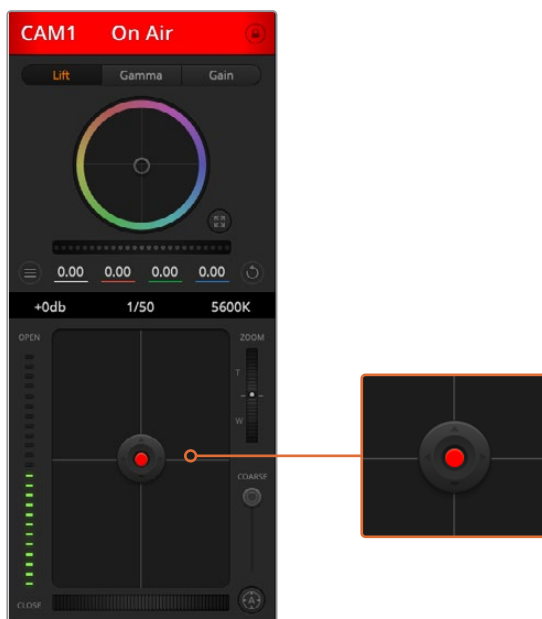 CAM1 On Air
Lift Gamma Gain
0.00 0.00 0.00 0.00
+0db 1/50 5600K
OPEN ZOOM
T
W
COARSE
CLOSE A